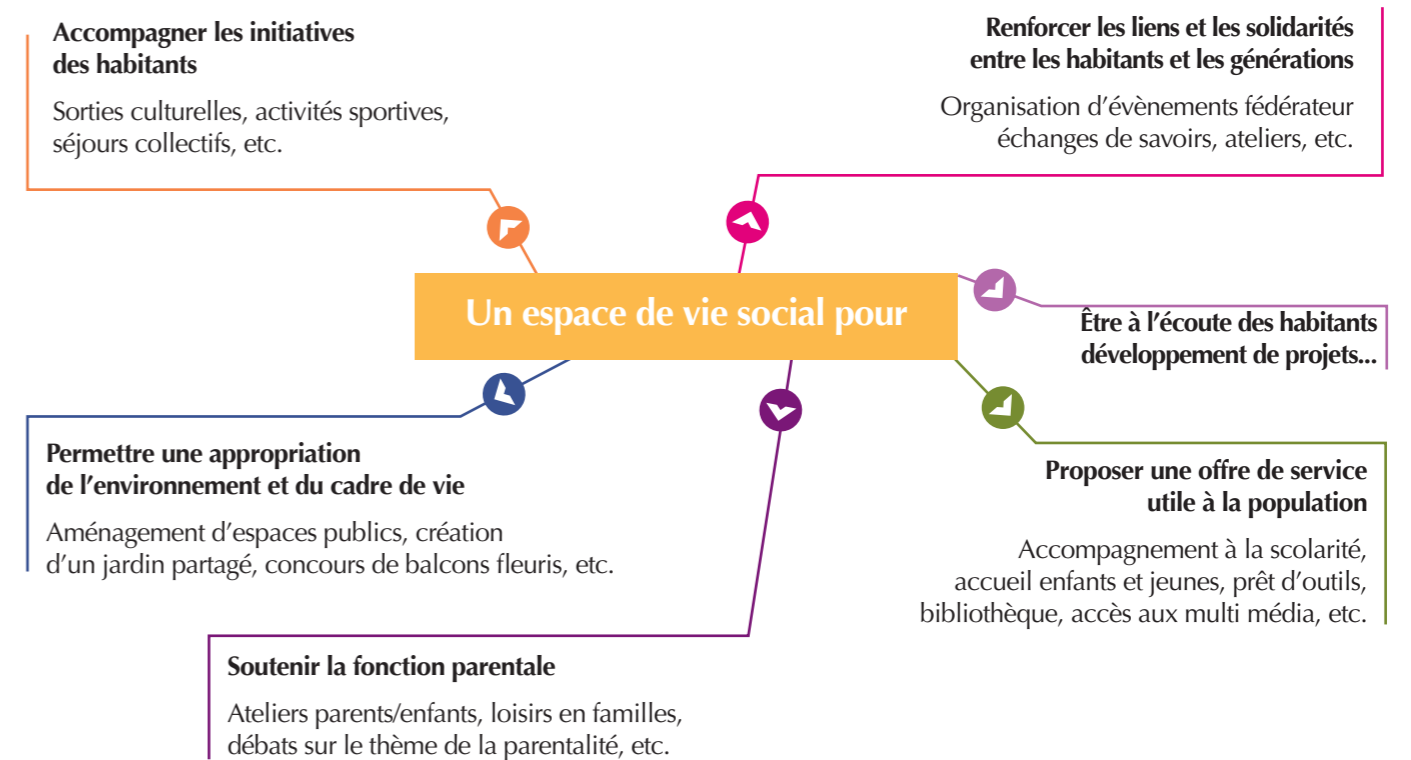 Accompagner les initiatives
des habitants
Sorties culturelles, activités sportives,
séjours collectifs, etc.
Renforcer les liens et les solidarités
entre les habitants et les générations
Organisation d’évènements fédérateur
échanges de savoirs, ateliers, etc.
Un espace de vie social pour
Être à l’écoute des habitants
développement de projets...
Permettre une appropriation
de l’environnement et du cadre de vie
Aménagement d’espaces publics, création
d’un jardin partagé, concours de balcons fleuris, etc.
Proposer une offre de service
utile à la population
Accompagnement à la scolarité,
accueil enfants et jeunes, prêt d’outils,
bibliothèque, accès aux multi média, etc.
Soutenir la fonction parentale
Ateliers parents/enfants, loisirs en familles,
débats sur le thème de la parentalité, etc.